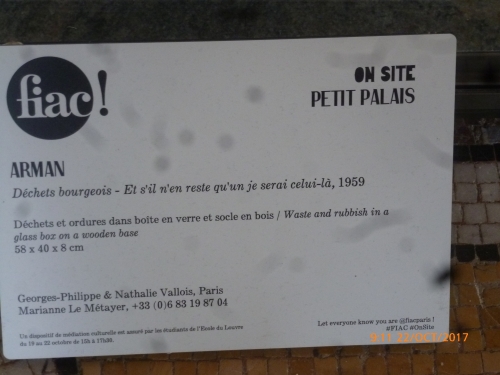 fiac!
ON SITE
PETIT PALAIS
ARMAN
Déchets bourgeois - Et s'il n'en reste qu'un je serai celui-là, 1959
Déchets et ordures dans boîte en verre et socle en bois / Waste and rubbish in a
glass box on a wooden base
58 x 40 x 8 cm
Georges-Philippe & Nathalie Vallois, Paris
Marianne Le Métayer, +33 (0)6 83 19 87 04
Un dispositif de médiation culturelle est assuré par les étudiants de l'École du Louvre
du 19 au 22 octobre de 15h à 17h30.
Let everyone know you are @fiacparis !
#FIAC #OnSite
2017